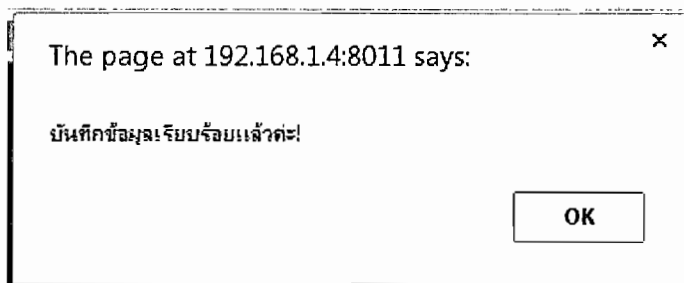 The page at 192.168.1.4:8011 says:
×
บันทึกข้อมูลเรียบร้อยแล้วค่ะ!
OK